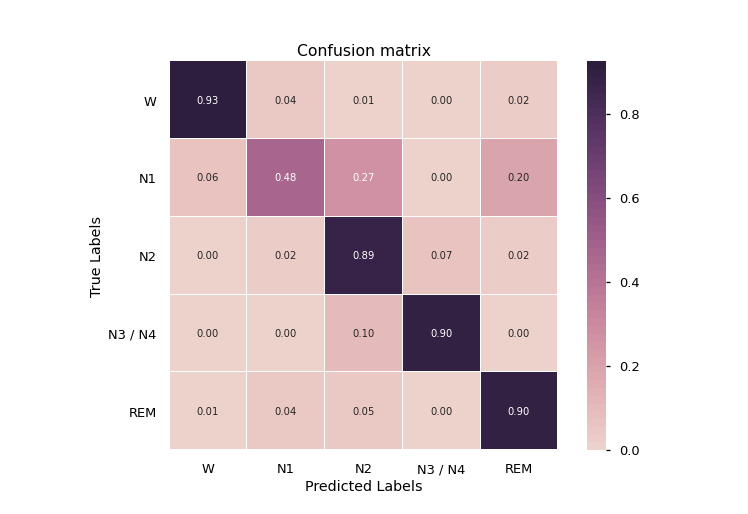 Confusion matrix
True Labels
W 0.93 0.04 0.01 0.00 0.02
N1 0.06 0.48 0.27 0.00 0.20
N2 0.00 0.02 0.89 0.07 0.02
N3 / N4 0.00 0.00 0.10 0.90 0.00
REM 0.01 0.04 0.05 0.00 0.90
W N1 N2 N3 / N4 REM
Predicted Labels
0.8
0.6
0.4
0.2
0.0